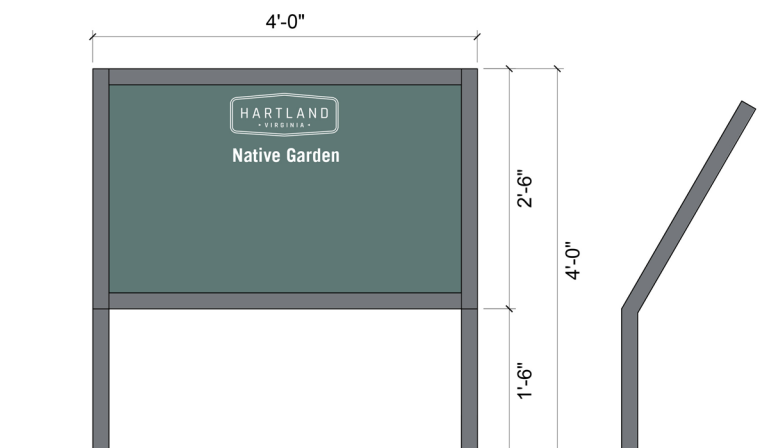 4'-0"
HARTLAND
• VIRGINIA •
Native Garden
2'-6"
4'-0"
1'-6"